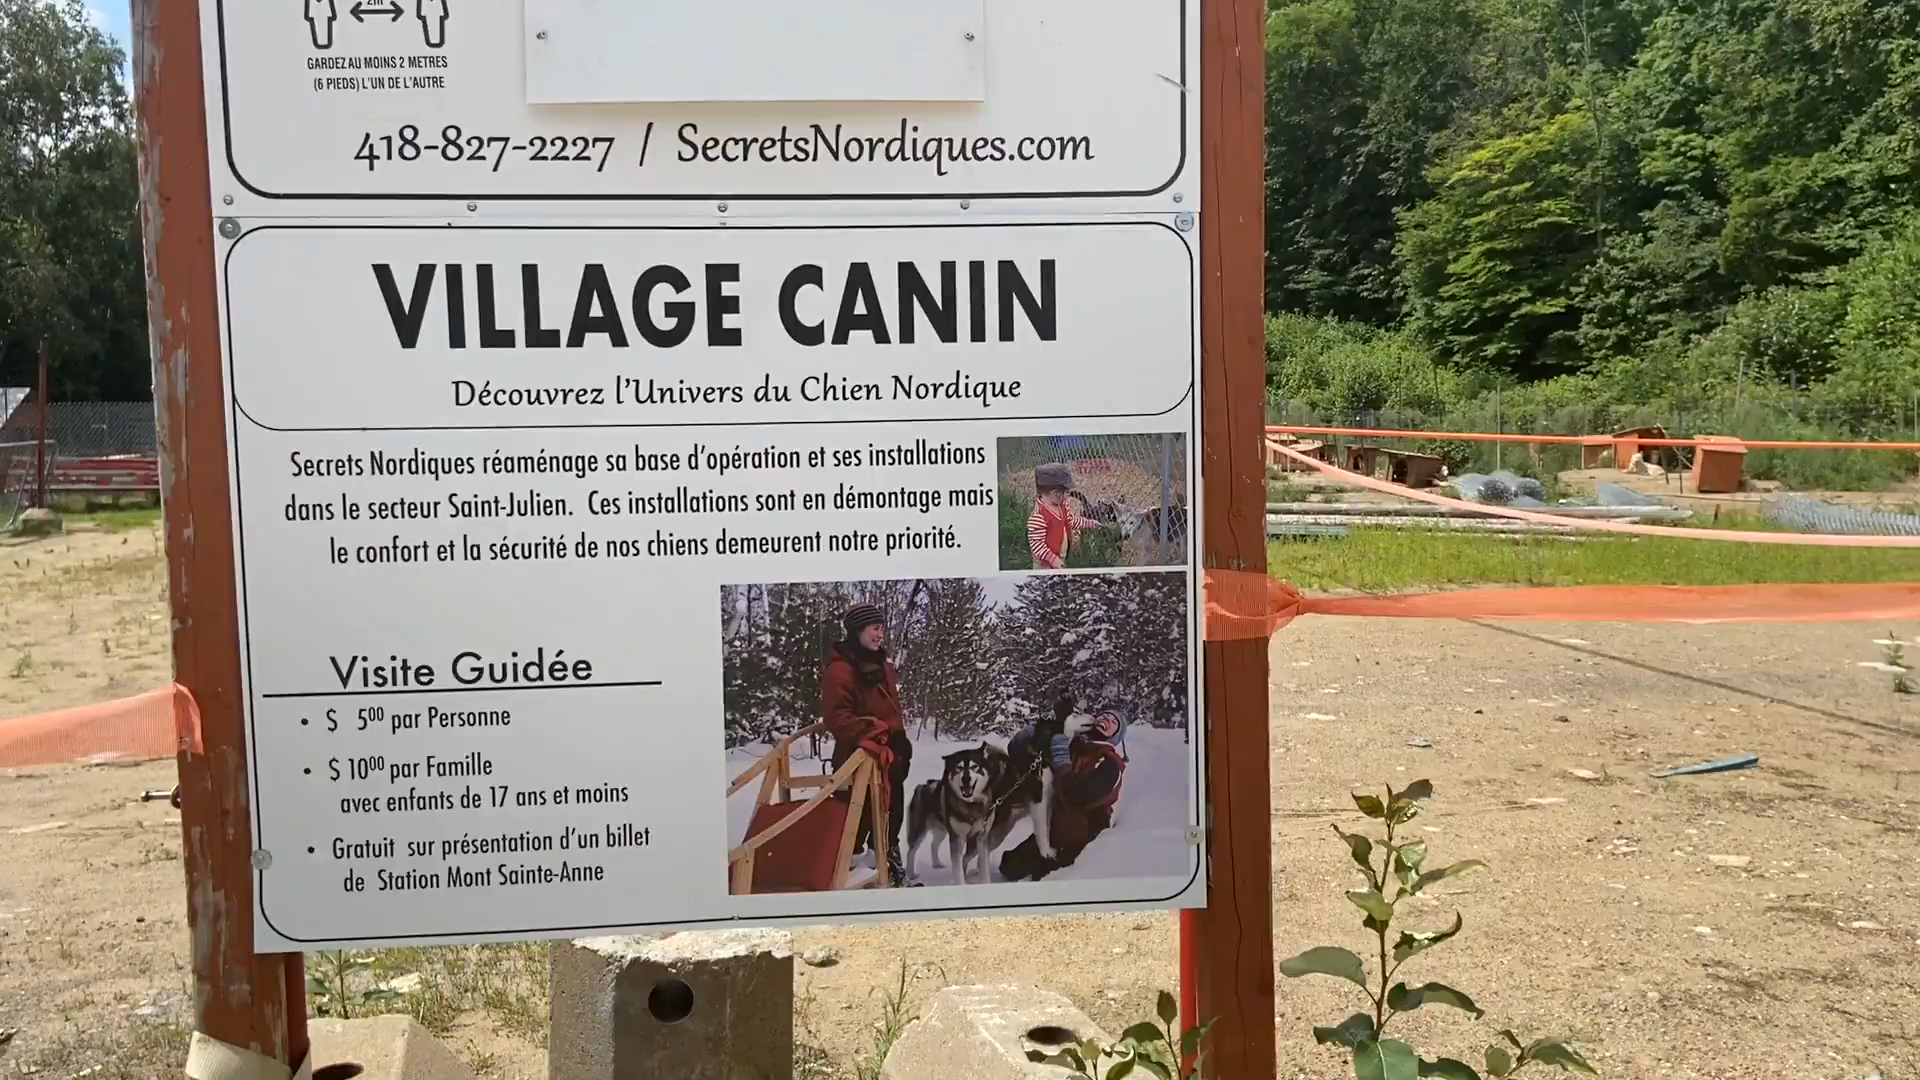 2m
GARDEZ AU MOINS 2 METRES
(6 PIEDS) L'UN DE L'AUTRE
418-827-2227 / SecretsNordiques.com
VILLAGE CANIN
Découvrez l'Univers du Chien Nordique
Secrets Nordiques réaménage sa base d'opération et ses installations
dans le secteur Saint-Julien. Ces installations sont en démontage mais
le confort et la sécurité de nos chiens demeurent notre priorité.
Visite Guidée
• $ 5⁰⁰ par Personne
• $ 10⁰⁰ par Famille
avec enfants de 17 ans et moins
• Gratuit sur présentation d'un billet
de Station Mont Sainte-Anne